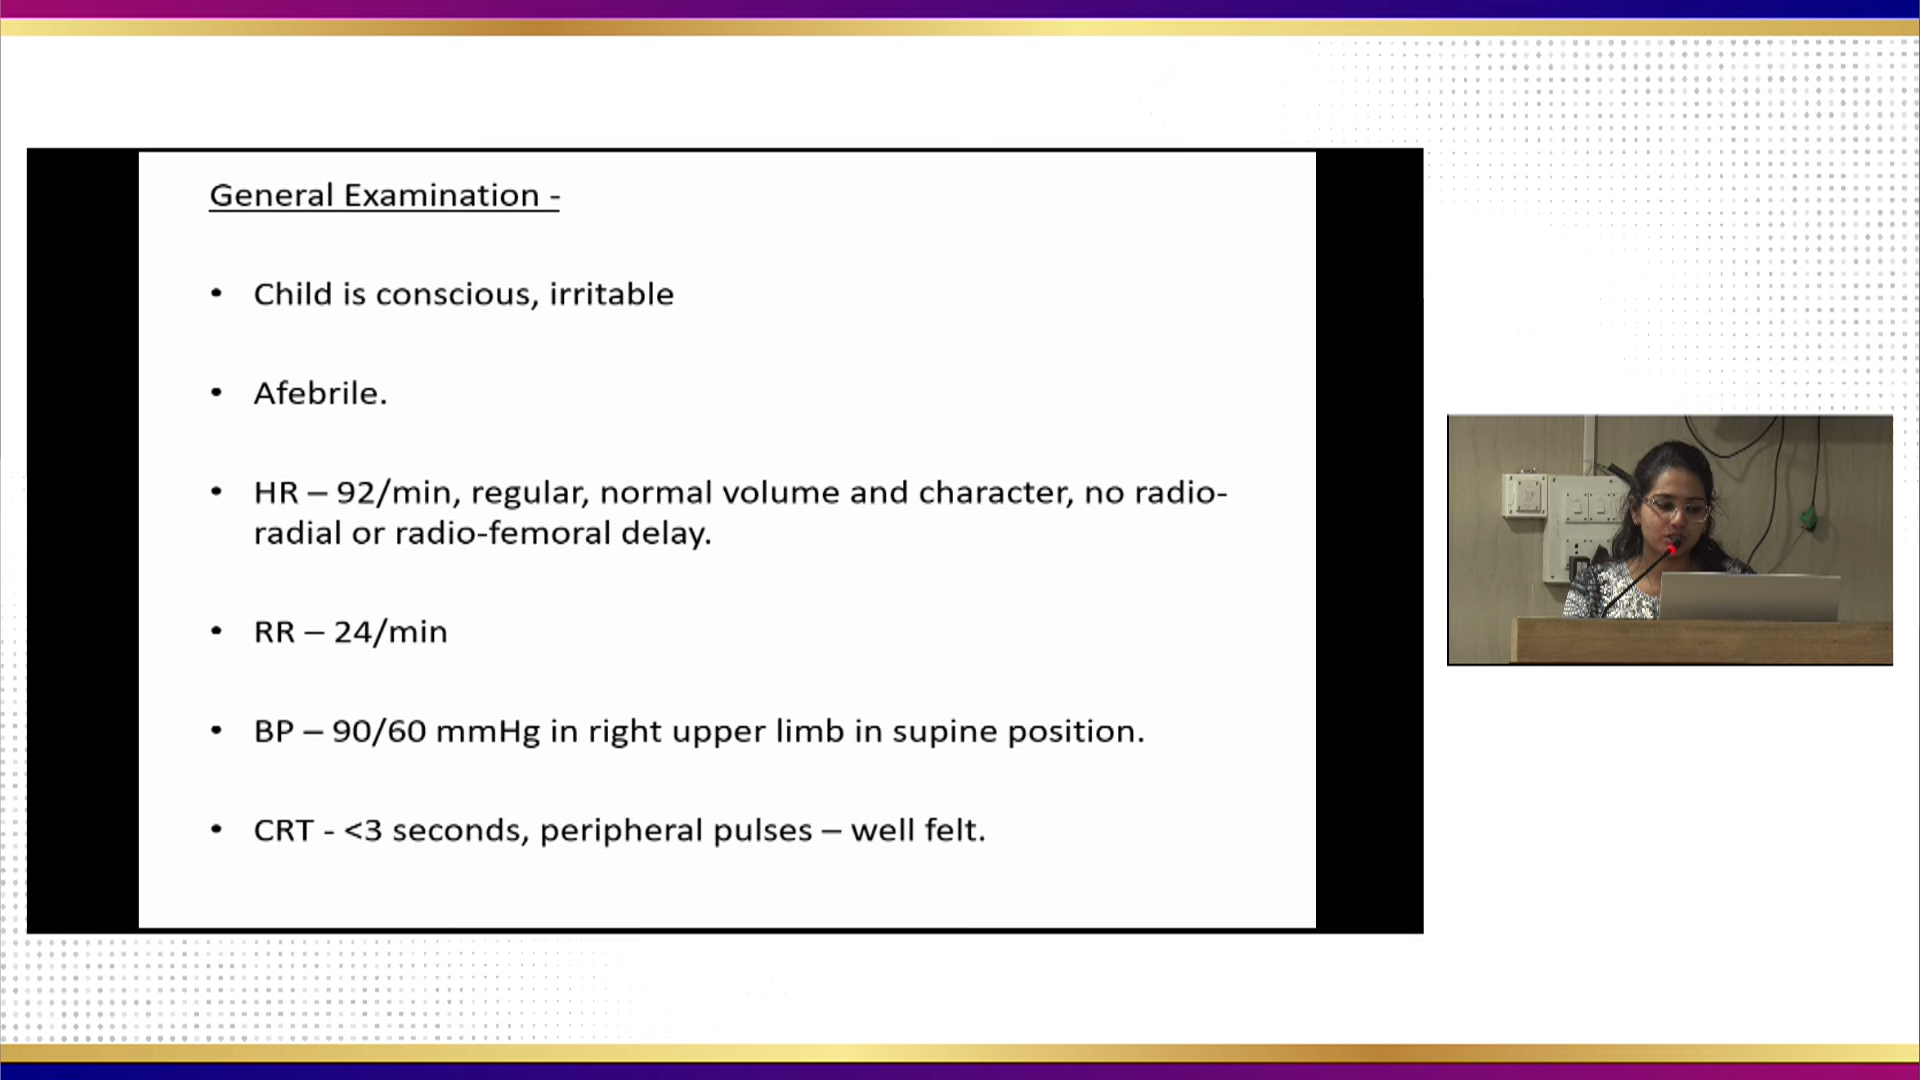 General Examination -
• Child is conscious, irritable
• Afebrile.
• HR – 92/min, regular, normal volume and character, no radio-
radial or radio-femoral delay.
• RR – 24/min
• BP – 90/60 mmHg in right upper limb in supine position.
• CRT - <3 seconds, peripheral pulses – well felt.